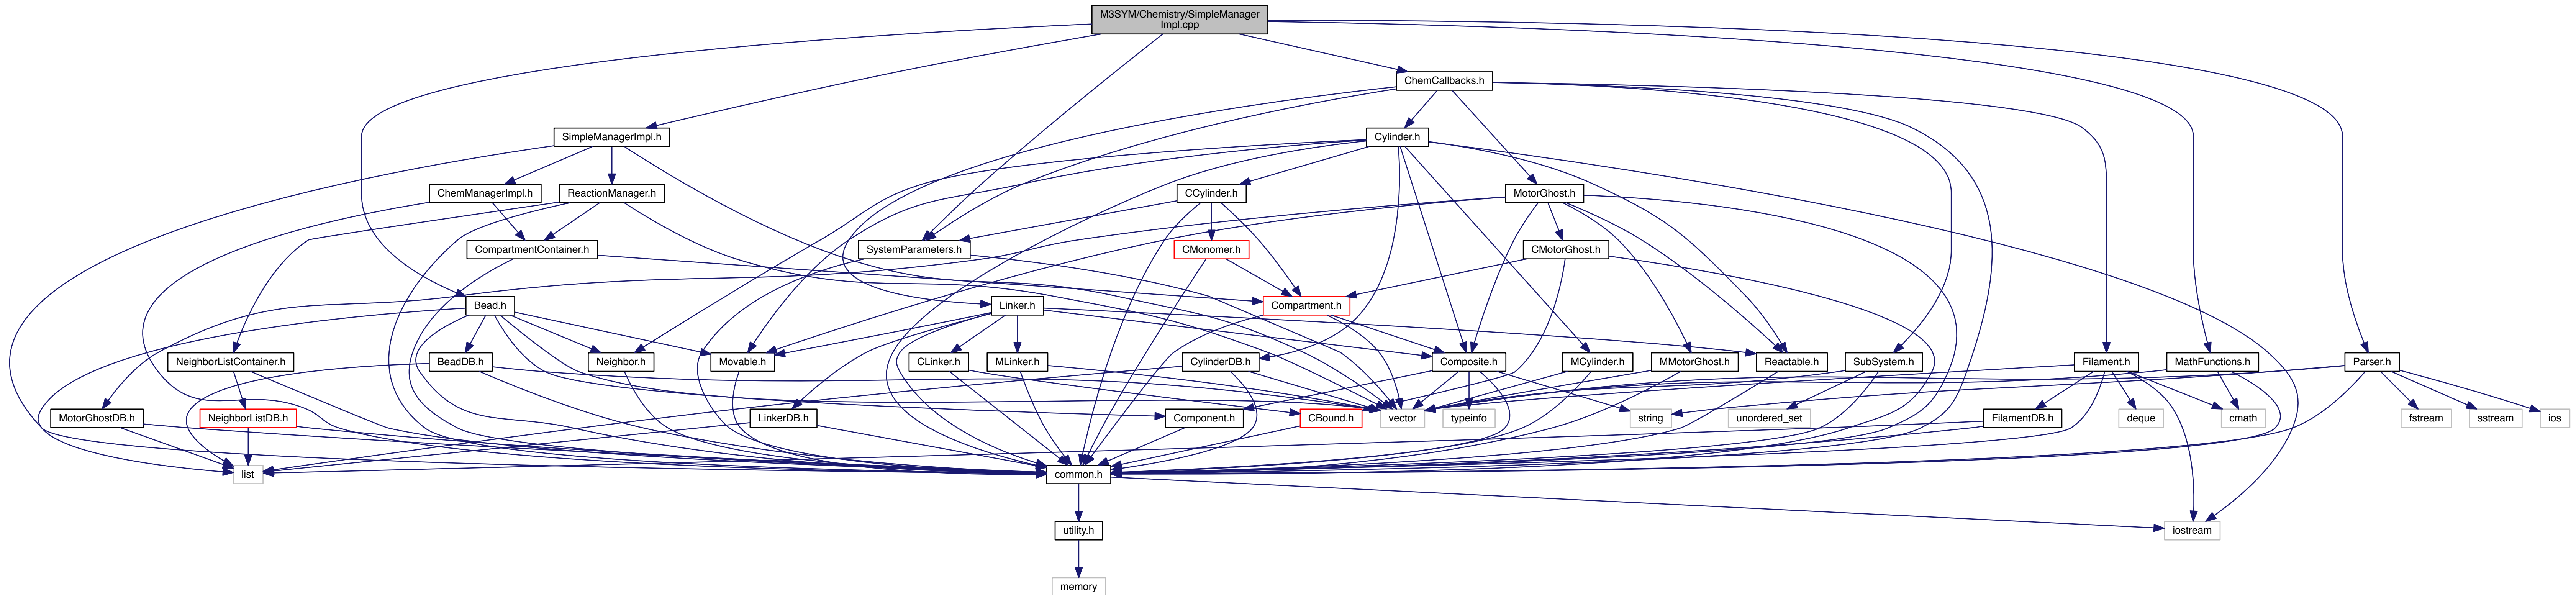 M3SYM/Chemistry/SimpleManager
Impl.cpp
ChemCallbacks.h
SimpleManagerImpl.h
Cylinder.h
ChemManagerImpl.h
ReactionManager.h
CCylinder.h
MotorGhost.h
CompartmentContainer.h
SystemParameters.h
CMonomer.h
CMotorGhost.h
Bead.h
Linker.h
Compartment.h
NeighborListContainer.h
BeadDB.h
Neighbor.h
Movable.h
CLinker.h
MLinker.h
CylinderDB.h
Composite.h
MCylinder.h
MMotorGhost.h
Reactable.h
SubSystem.h
Filament.h
MathFunctions.h
Parser.h
MotorGhostDB.h
NeighborListDB.h
LinkerDB.h
Component.h
CBound.h
vector
typeinfo
string
unordered_set
FilamentDB.h
deque
cmath
fstream
sstream
ios
list
common.h
utility.h
iostream
memory